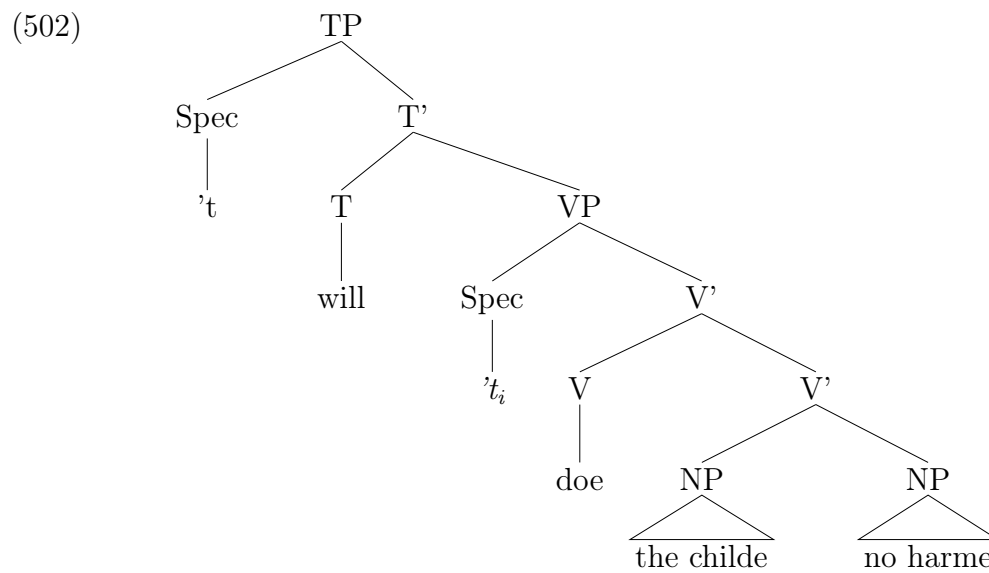 (502)
TP
Spec T'
't T VP
will Spec V'
't_i V V'
doe NP NP
the childe no harme